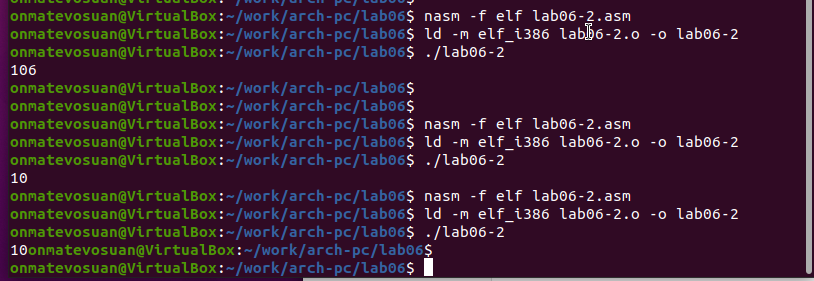 onmatevosuan@VirtualBox:~/work/arch-pc/lab06$ nasm -f elf lab06-2.asm
onmatevosuan@VirtualBox:~/work/arch-pc/lab06$ ld -m elf_i386 lab06-2.o -o lab06-2
onmatevosuan@VirtualBox:~/work/arch-pc/lab06$ ./lab06-2
106
onmatevosuan@VirtualBox:~/work/arch-pc/lab06$
onmatevosuan@VirtualBox:~/work/arch-pc/lab06$
onmatevosuan@VirtualBox:~/work/arch-pc/lab06$ nasm -f elf lab06-2.asm
onmatevosuan@VirtualBox:~/work/arch-pc/lab06$ ld -m elf_i386 lab06-2.o -o lab06-2
onmatevosuan@VirtualBox:~/work/arch-pc/lab06$ ./lab06-2
10
onmatevosuan@VirtualBox:~/work/arch-pc/lab06$ nasm -f elf lab06-2.asm
onmatevosuan@VirtualBox:~/work/arch-pc/lab06$ ld -m elf_i386 lab06-2.o -o lab06-2
onmatevosuan@VirtualBox:~/work/arch-pc/lab06$ ./lab06-2
10onmatevosuan@VirtualBox:~/work/arch-pc/lab06$
onmatevosuan@VirtualBox:~/work/arch-pc/lab06$